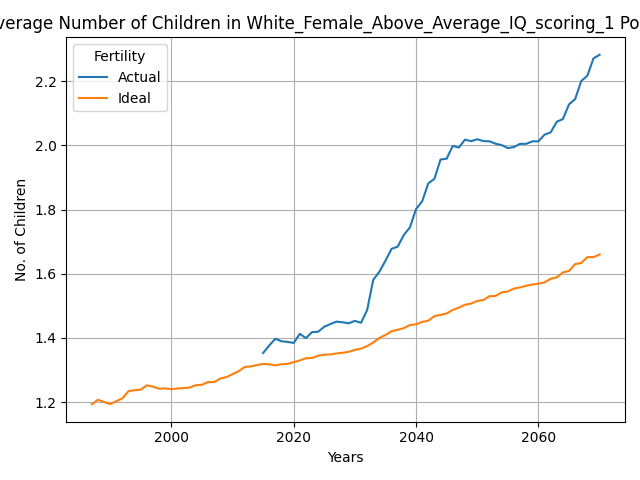 verage Number of Children in White_Female_Above_Average_IQ_scoring_1 Po
Fertility
Actual
Ideal
No. of Children
2.2
2.0
1.8
1.6
1.4
1.2
2000 2020 2040 2060
Years